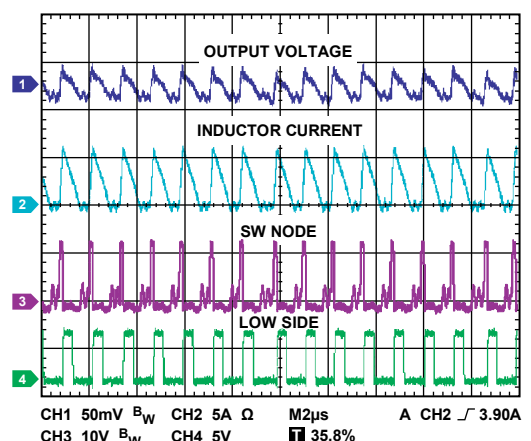 OUTPUT VOLTAGE
1
INDUCTOR CURRENT
2
SW NODE
3
LOW SIDE
4
CH1 50mV BW CH2 5A Ω M2µs A CH2 3.90A
CH3 10V BW CH4 5V T 35.8%